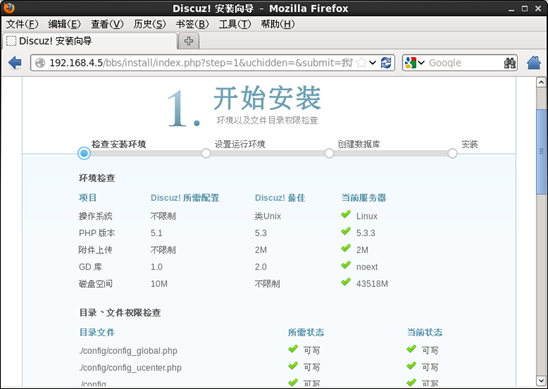 Discuz! 安装向导 - Mozilla Firefox
文件(F) 编辑(E) 查看(V) 历史(S) 书签(B) 工具(T) 帮助(H)
Discuz! 安装向导
192.168.4.5/bbs/install/index.php?step=1&uchidden=&submit=我 Google
1. 开始安装
环境以及文件目录权限检查
检查安装环境 设置运行环境 创建数据库 安装
环境检查
项目 Discuz! 所需配置 Discuz! 最佳 当前服务器
操作系统 不限制 类Unix Linux
PHP 版本 5.1 5.3 5.3.3
附件上传 不限制 2M 2M
GD 库 1.0 2.0 noext
磁盘空间 10M 不限制 43518M
目录、文件权限检查
目录文件 所需状态 当前状态
./config/config_global.php 可写 可写
./config/config_ucenter.php 可写 可写
./config 可写 可写